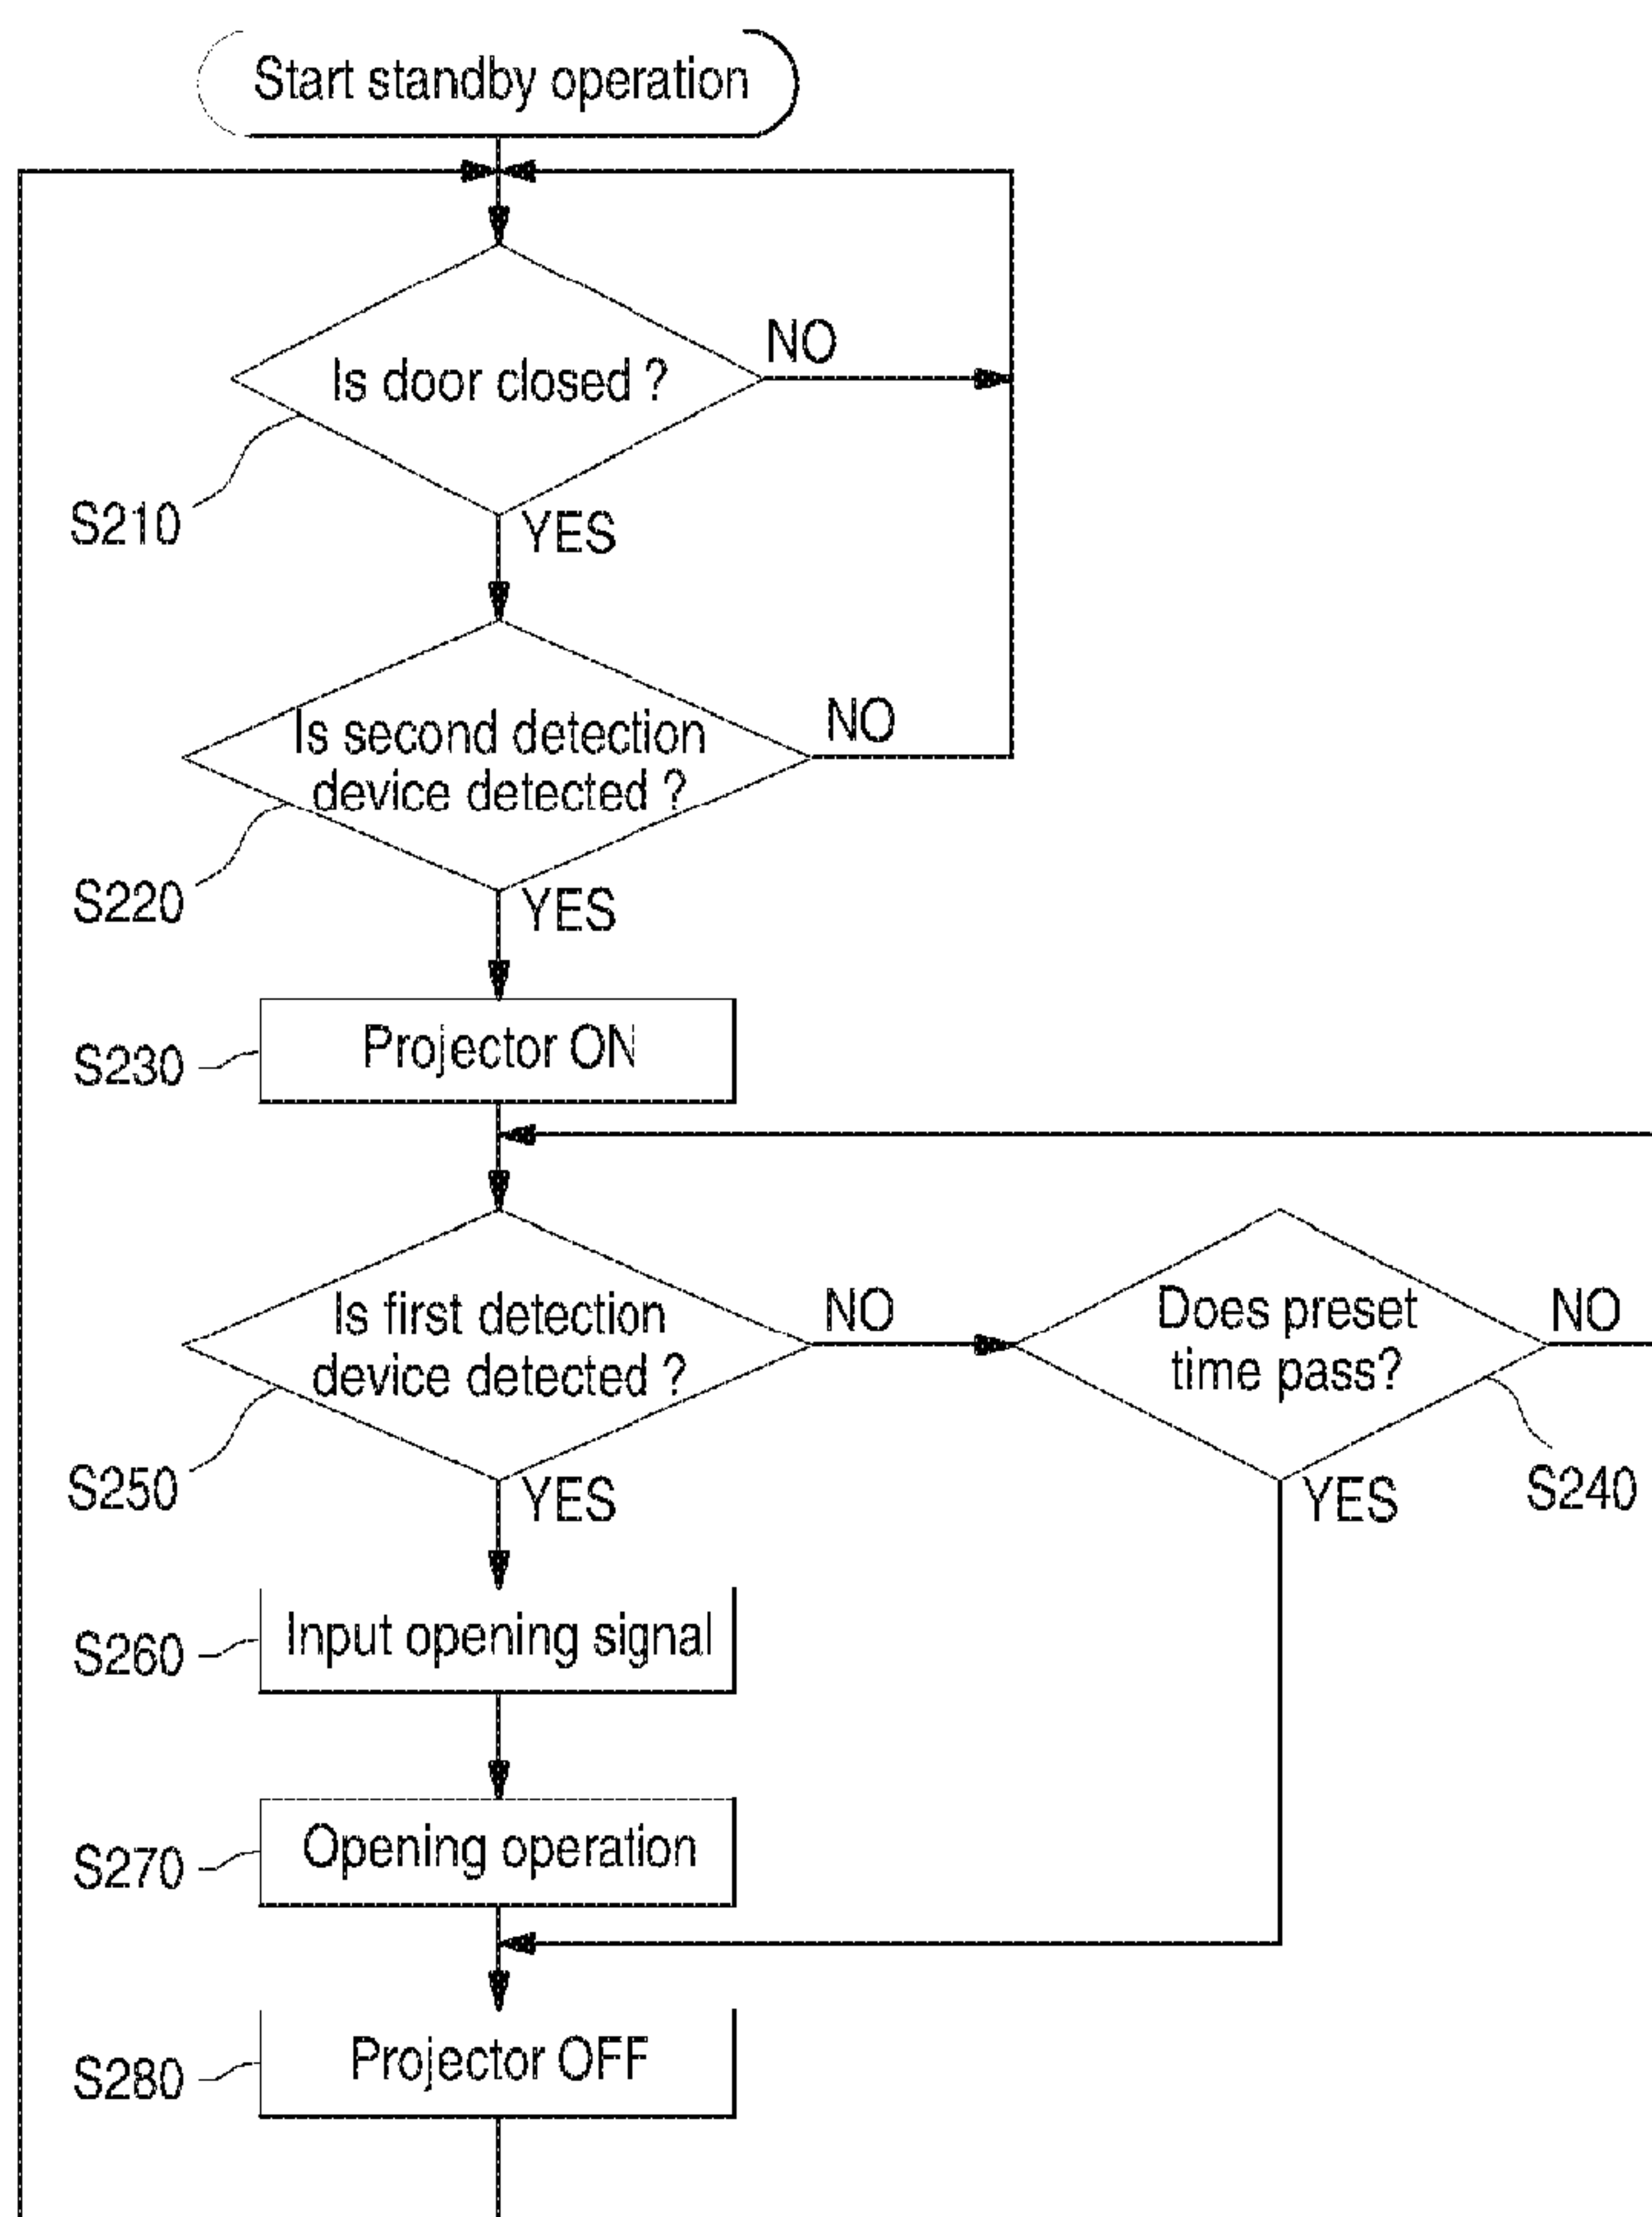 Start standby operation
Is door closed ?
NO
S210
YES
Is second detection
device detected ?
NO
S220
YES
S230
Projector ON
Is first detection
device detected ?
NO
Does preset
time pass?
NO
S250
YES
YES
S240
S260
Input opening signal
S270
Opening operation
S280
Projector OFF